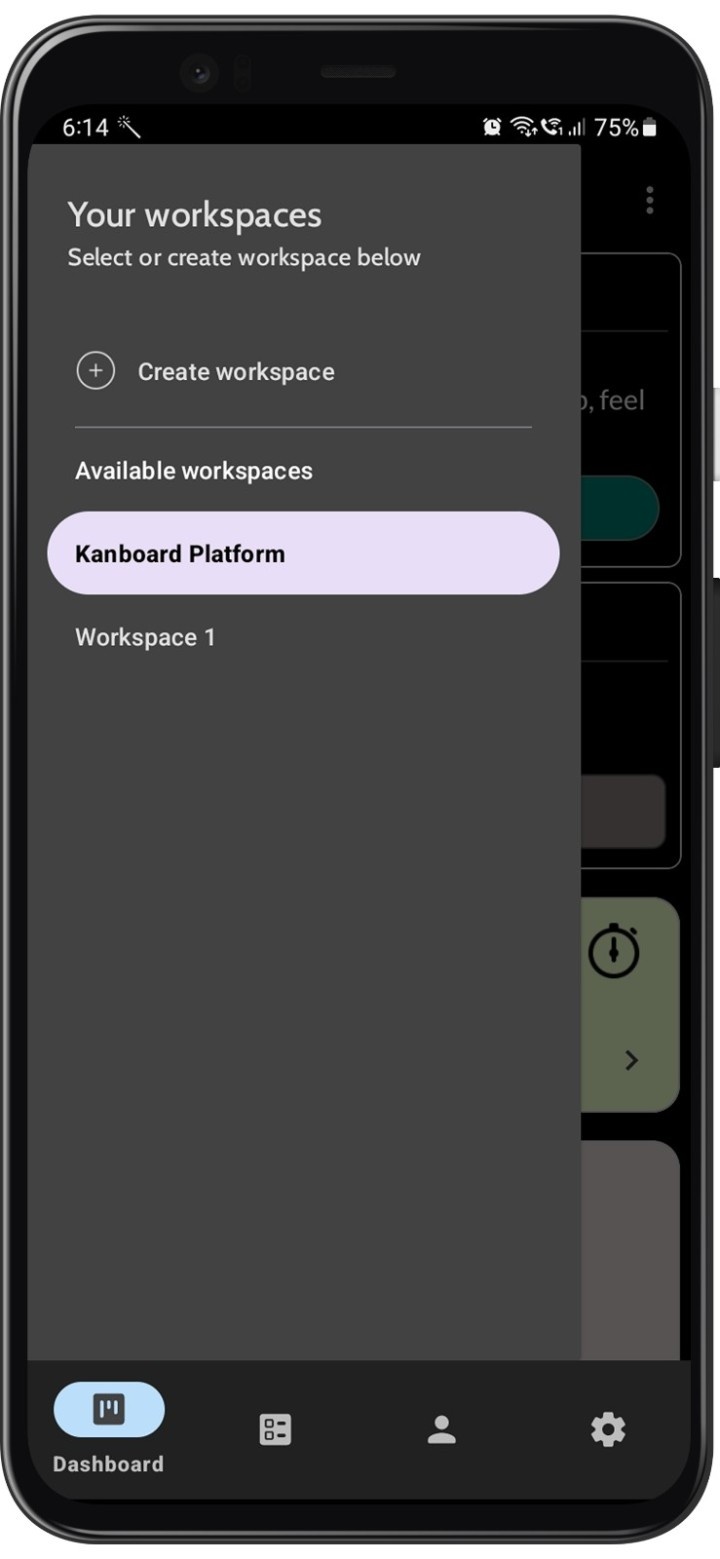 6:14
75%
Your workspaces
Select or create workspace below
Create workspace
, feel
Available workspaces
Kanboard Platform
Workspace 1
Dashboard